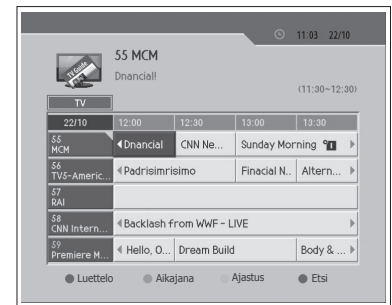 11:03 22/10
55 MCM
Dnancial!
TV Guide
(11:30~12:30)
TV
22/10 12:00 12:30 13:00 13:30
55 MCM Dnancial CNN Ne... Sunday Morning
56 TV5-Americ... Padrisimrisimo Finacial N.. Altern...
57 RAI
58 CNN Intern... Backlash from WWF - LIVE
59 Premiere M... Hello, O... Dream Build Body & ...
Luettelo Aikajana Ajastus Etsi